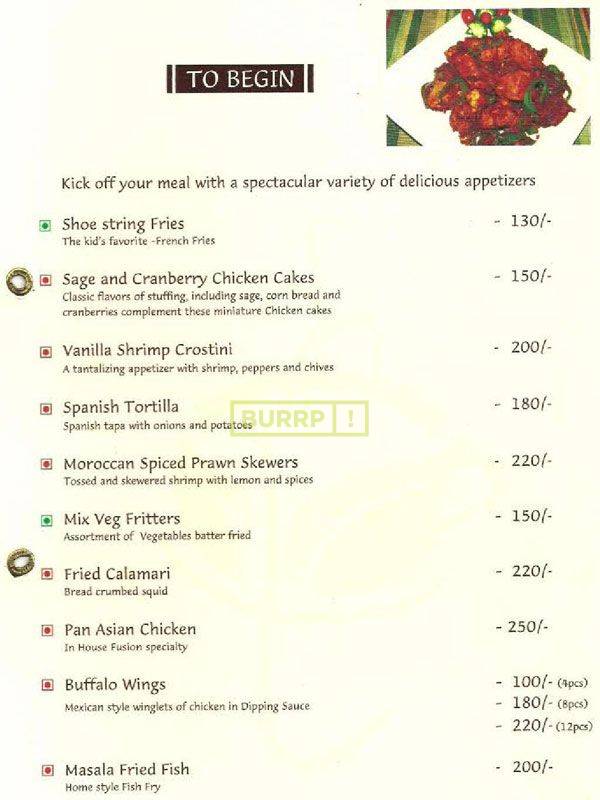 TO BEGIN
Kick off your meal with a spectacular variety of delicious appetizers
Shoe string Fries - 130/-
The kid's favorite -French Fries
Sage and Cranberry Chicken Cakes - 150/-
Classic flavors of stuffing, including sage, corn bread and
cranberries complement these miniature Chicken cakes
Vanilla Shrimp Crostini - 200/-
A tantalizing appetizer with shrimp, peppers and chives
Spanish Tortilla - 180/-
BURRP!
Spanish tapa with onions and potatoes
Moroccan Spiced Prawn Skewers - 220/-
Tossed and skewered shrimp with lemon and spices
Mix Veg Fritters - 150/-
Assortment of Vegetables batter fried
Fried Calamari - 220/-
Bread crumbed squid
Pan Asian Chicken - 250/-
In House Fusion specialty
Buffalo Wings - 100/- (4pcs)
Mexican style winglets of chicken in Dipping Sauce - 180/- (8pcs)
- 220/- (12pcs)
Masala Fried Fish - 200/-
Home style Fish Fry